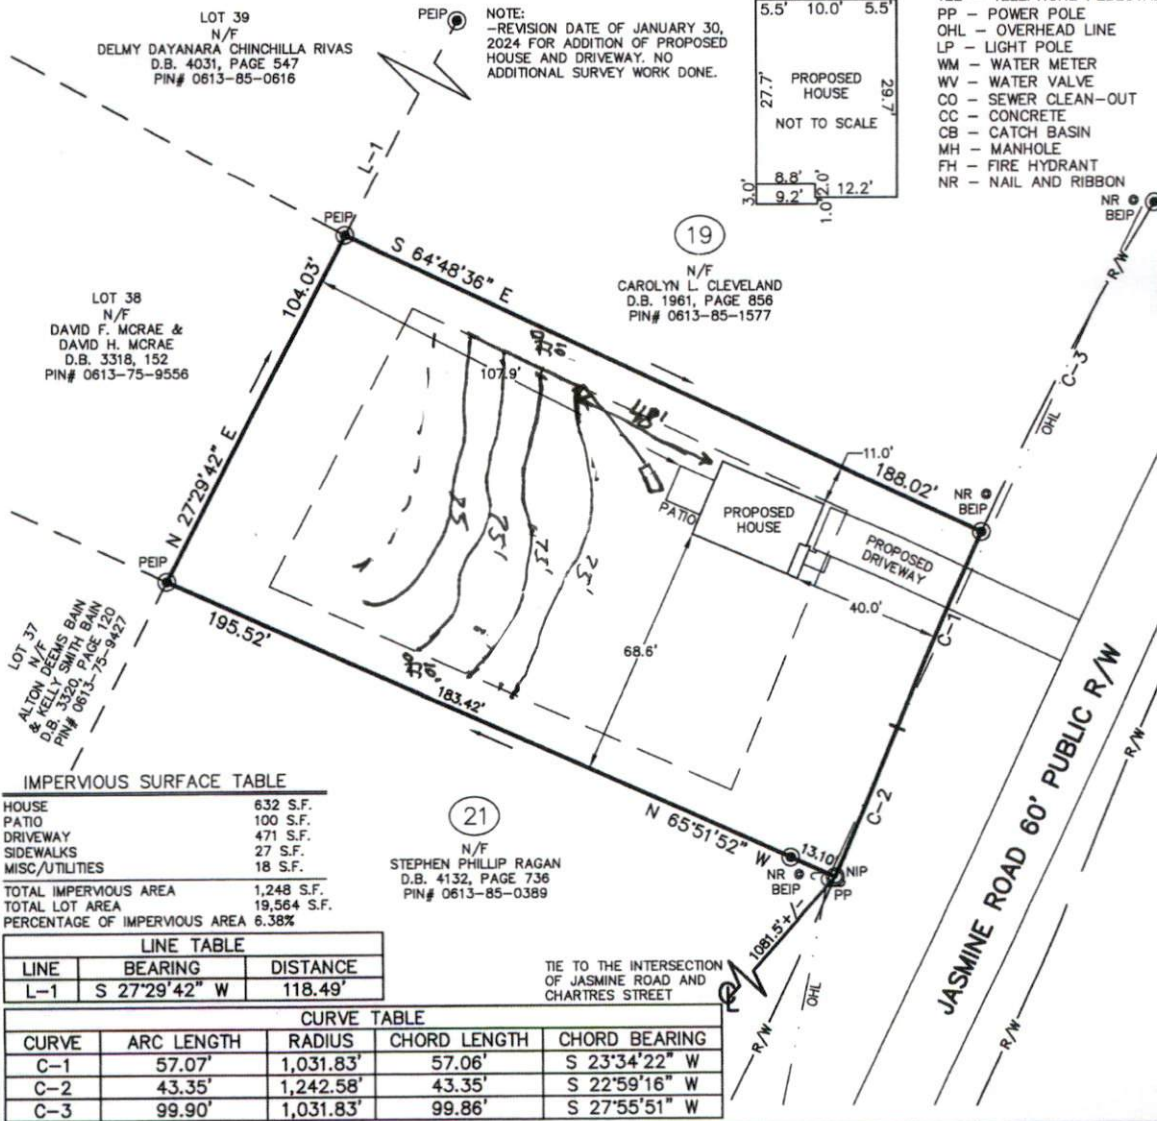 LOT 39
N/F
DELMY DAYANARA CHINCHILLA RIVAS
D.B. 4031, PAGE 547
PIN# 0613-85-0616
PEIP
NOTE:
-REVISION DATE OF JANUARY 30,
2024 FOR ADDITION OF PROPOSED
HOUSE AND DRIVEWAY. NO
ADDITIONAL SURVEY WORK DONE.
5.5' 10.0' 5.5'
27.7'
PROPOSED
HOUSE
29.7'
NOT TO SCALE
3.0'
8.8'
9.2'
2.0'
1.0'
12.2'
PP - POWER POLE
OHL - OVERHEAD LINE
LP - LIGHT POLE
WM - WATER METER
WV - WATER VALVE
CO - SEWER CLEAN-OUT
CC - CONCRETE
CB - CATCH BASIN
MH - MANHOLE
FH - FIRE HYDRANT
NR - NAIL AND RIBBON
NR
BEIP
R/W
L-1
PEIP
S 64°48'36" E
19
N/F
CAROLYN L. CLEVELAND
D.B. 1961, PAGE 856
PIN# 0613-85-1577
LOT 38
N/F
DAVID F. MCRAE &
DAVID H. MCRAE
D.B. 3318, 152
PIN# 0613-75-9556
104.03'
N 27°29'42" E
107.9'
C-3
OHL
11.0'
188.02'
NR
BEIP
PATIO
PROPOSED
HOUSE
PROPOSED
DRIVEWAY
40.0'
C-1
75
75'
75'
75'
PEIP
195.52'
68.6'
183.42'
LOT 37
N/F
ALTON DEEMS BAIN
& KELLY SMITH BAIN
D.B. 3320, PAGE 120
PIN# 0613-75-9427
C-2
N 65°51'52" W
13.10'
NIP
NR
BEIP
PP
21
N/F
STEPHEN PHILLIP RAGAN
D.B. 4132, PAGE 736
PIN# 0613-85-0389
1081.5'+/-
TIE TO THE INTERSECTION
OF JASMINE ROAD AND
CHARTRES STREET
OHL
R/W
R/W
R/W
JASMINE ROAD 60' PUBLIC R/W
IMPERVIOUS SURFACE TABLE
HOUSE 632 S.F.
PATIO 100 S.F.
DRIVEWAY 471 S.F.
SIDEWALKS 27 S.F.
MISC/UTILITIES 18 S.F.
TOTAL IMPERVIOUS AREA 1,248 S.F.
TOTAL LOT AREA 19,564 S.F.
PERCENTAGE OF IMPERVIOUS AREA 6.38%
LINE TABLE
LINE BEARING DISTANCE
L-1 S 27°29'42" W 118.49'
CURVE TABLE
CURVE ARC LENGTH RADIUS CHORD LENGTH CHORD BEARING
C-1 57.07' 1,031.83' 57.06' S 23°34'22" W
C-2 43.35' 1,242.58' 43.35' S 22°59'16" W
C-3 99.90' 1,031.83' 99.86' S 27°55'51" W